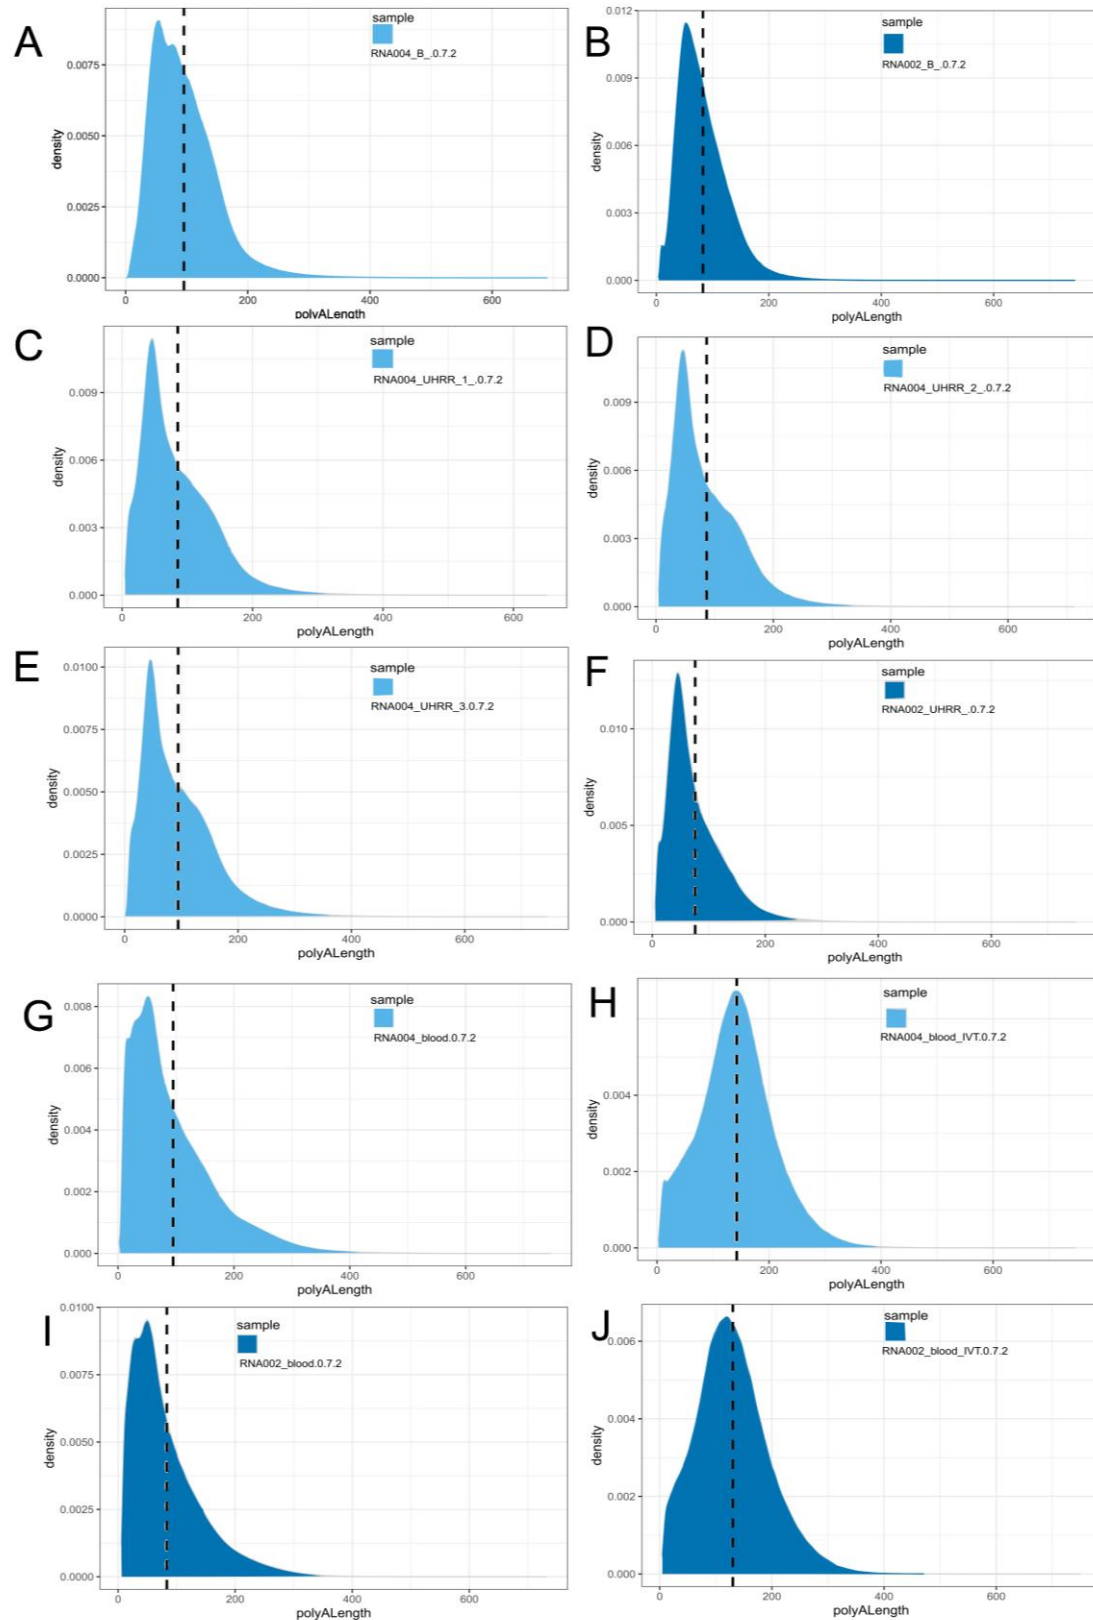 A
sample
RNA004_B_.0.7.2
density
0.0075
0.0050
0.0025
0.0000
0 200 400 600
polyALength
B
sample
RNA002_B_.0.7.2
density
0.012
0.009
0.006
0.003
0.000
0 200 400 600
polyALength
C
sample
RNA004_UHRR_1_.0.7.2
density
0.009
0.006
0.003
0.000
0 200 400 600
polyALength
D
sample
RNA004_UHRR_2_.0.7.2
density
0.009
0.006
0.003
0.000
0 200 400 600
polyALength
E
sample
RNA004_UHRR_3.0.7.2
density
0.0100
0.0075
0.0050
0.0025
0.0000
0 200 400 600
polyALength
F
sample
RNA002_UHRR_.0.7.2
density
0.010
0.005
0.000
0 200 400 600
polyALength
G
sample
RNA004_blood.0.7.2
density
0.008
0.006
0.004
0.002
0.000
0 200 400 600
polyALength
H
sample
RNA004_blood_IVT.0.7.2
density
0.004
0.002
0.000
0 200 400 600
polyALength
I
sample
RNA002_blood.0.7.2
density
0.0100
0.0075
0.0050
0.0025
0.0000
0 200 400 600
polyALength
J
sample
RNA002_blood_IVT.0.7.2
density
0.006
0.004
0.002
0.000
0 200 400 600
polyALength